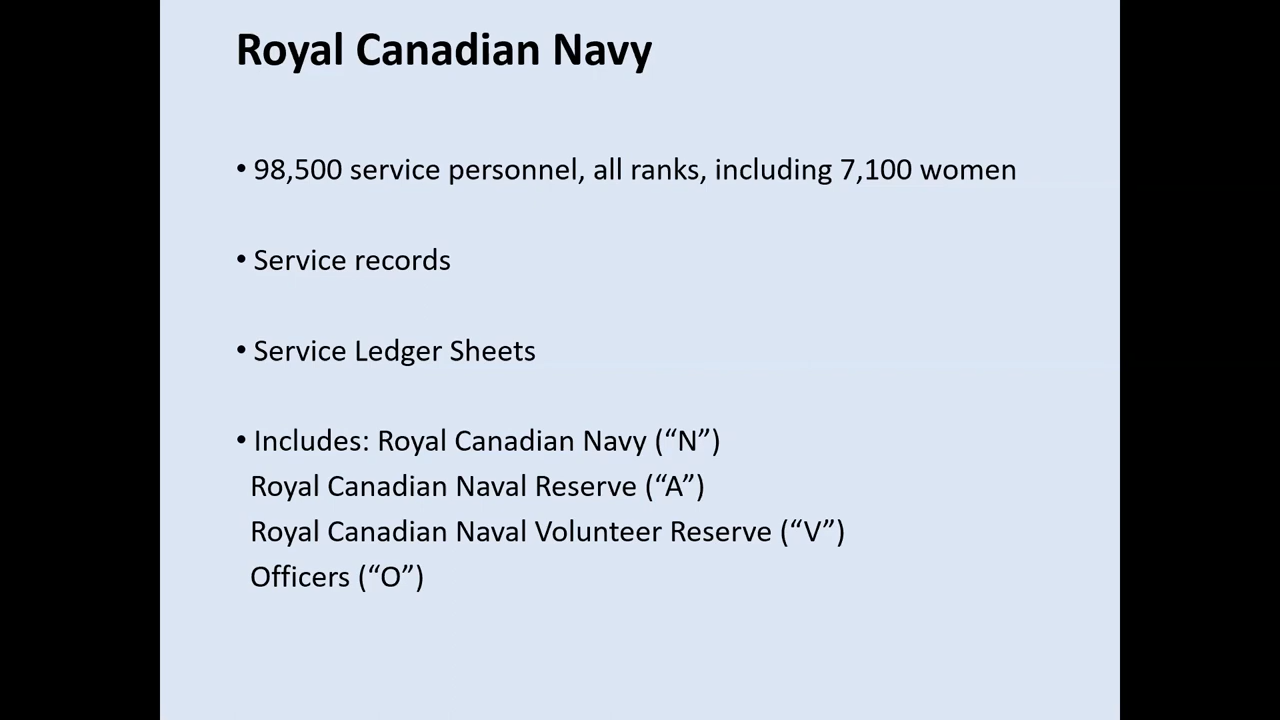 Royal Canadian Navy
• 98,500 service personnel, all ranks, including 7,100 women
• Service records
• Service Ledger Sheets
• Includes: Royal Canadian Navy (“N”)
Royal Canadian Naval Reserve (“A”)
Royal Canadian Naval Volunteer Reserve (“V”)
Officers (“O”)